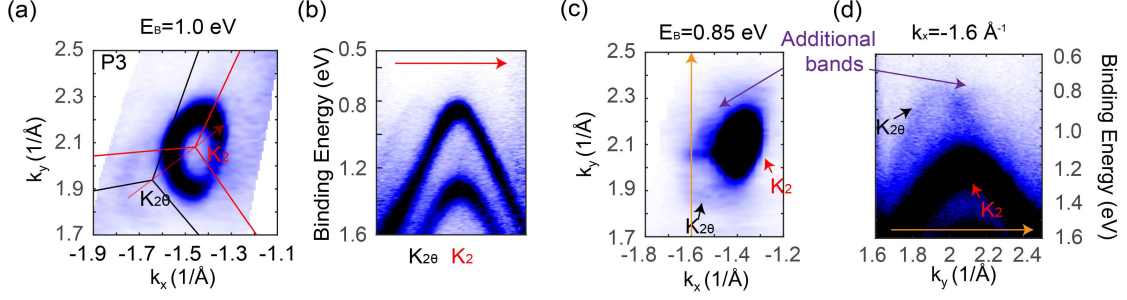 (a)
E_B=1.0 eV
P3
2.5
2.3
2.1
1.9
1.7
k_y (1/Å)
K_2
K_2θ
-1.9
-1.7
-1.5
-1.3
-1.1
k_x (1/Å)
(b)
0.5
0.8
1.2
1.6
Binding Energy (eV)
K_2θ K_2
(c)
E_B=0.85 eV
2.5
2.3
2.1
1.9
1.7
k_y (1/Å)
K_2
K_2θ
-1.8
-1.6
-1.4
-1.2
k_x (1/Å)
Additional
bands
(d)
k_x=-1.6 Å⁻¹
K_2θ
K_2
0.6
0.8
1.0
1.2
1.4
1.6
Binding Energy (eV)
1.6
1.8
2
2.2
2.4
k_y (1/Å)